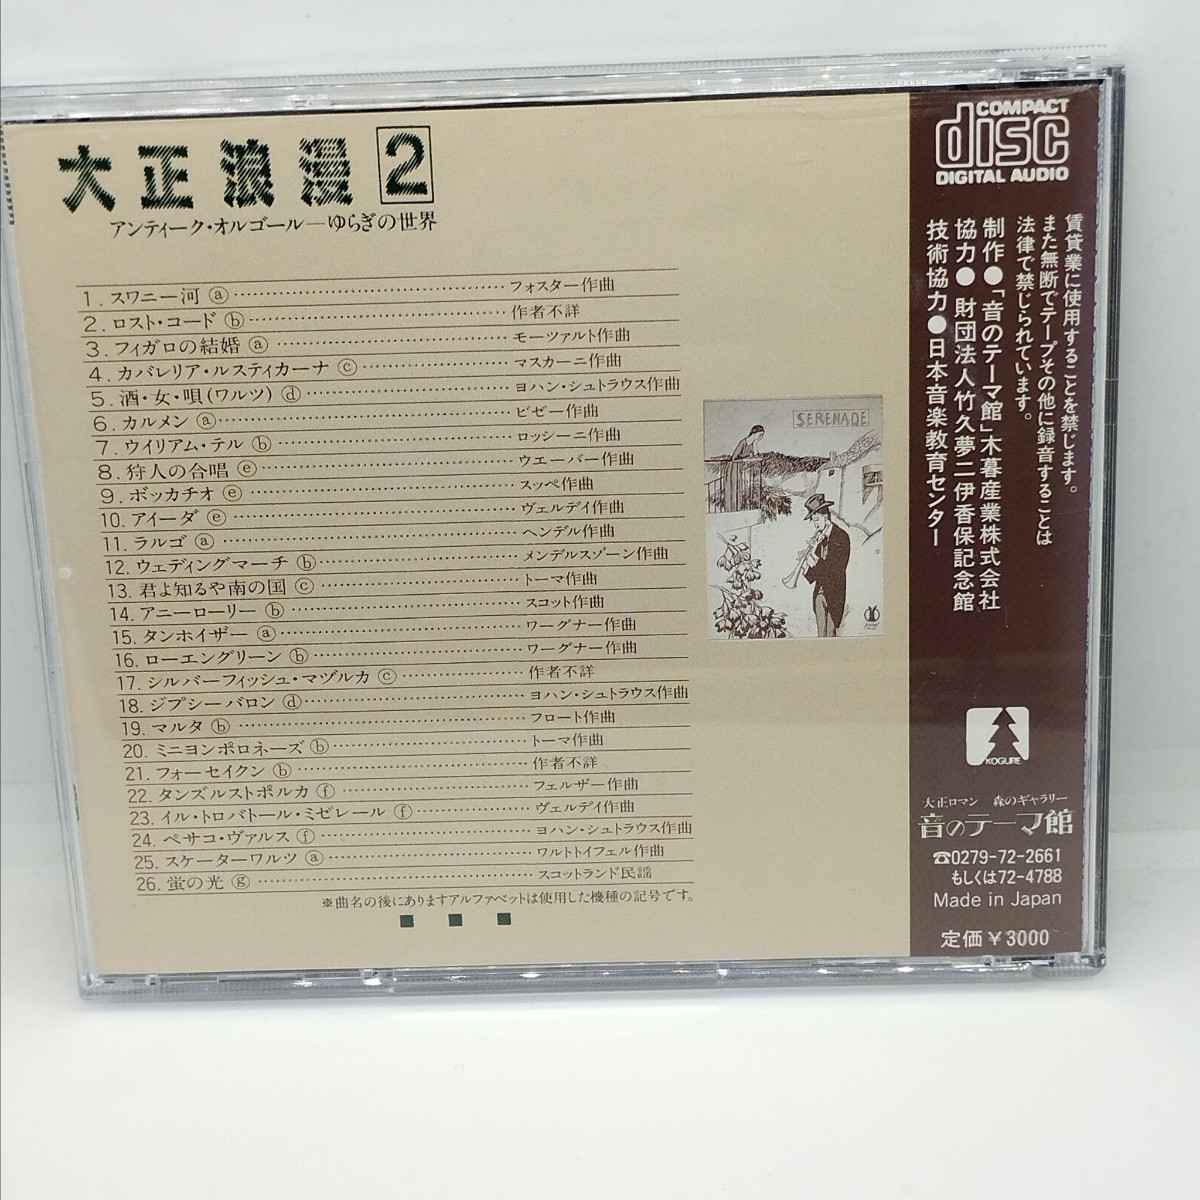 大正浪漫2
アンティーク・オルゴール―ゆらぎの世界
1. スワニー河 ⓐ フォスター作曲
2. ロスト・コード ⓑ 作者不詳
3. フィガロの結婚 ⓐ モーツァルト作曲
4. カバレリア・ルスティカーナ ⓒ マスカーニ作曲
5. 酒・女・唄(ワルツ) ⓓ ヨハン・シュトラウス作曲
6. カルメン ⓐ ビゼー作曲
7. ウイリアム・テル ⓑ ロッシーニ作曲
8. 狩人の合唱 ⓔ ウエーバー作曲
9. ボッカチオ ⓔ スッペ作曲
10. アイーダ ⓔ ヴェルディ作曲
11. ラルゴ ⓐ ヘンデル作曲
12. ウェディングマーチ ⓑ メンデルスゾーン作曲
13. 君よ知るや南の国 ⓒ トーマ作曲
14. アニーローリー ⓑ スコット作曲
15. タンホイザー ⓐ ワーグナー作曲
16. ローエングリーン ⓑ ワーグナー作曲
17. シルバーフィッシュ・マヅルカ ⓒ 作者不詳
18. ジプシーバロン ⓓ ヨハン・シュトラウス作曲
19. マルタ ⓑ フロート作曲
20. ミニヨンポロネーズ ⓑ トーマ作曲
21. フォーセイクン ⓑ 作者不詳
22. タンズルストポルカ ⓕ フェルザー作曲
23. イル・トロバトール・ミゼレール ⓕ ヴェルディ作曲
24. ペサコ・ヴァルス ⓕ ヨハン・シュトラウス作曲
25. スケーターワルツ ⓐ ワルトトイフェル作曲
26. 蛍の光 ⓖ スコットランド民謡
※曲名の後にありますアルファベットは使用した機種の記号です。
SERENADE
COMPACT
disc
DIGITAL AUDIO
賃貸業に使用することを禁じます。
また無断でテープその他に録音することは
法律で禁じられています。
制作●「音のテーマ館」木暮産業株式会社
協力●財団法人竹久夢二伊香保記念館
技術協力●日本音楽教育センター
KOGURE
大正ロマン 森のギャラリー
音のテーマ館
☎0279-72-2661
もしくは72-4788
Made in Japan
定価￥3000